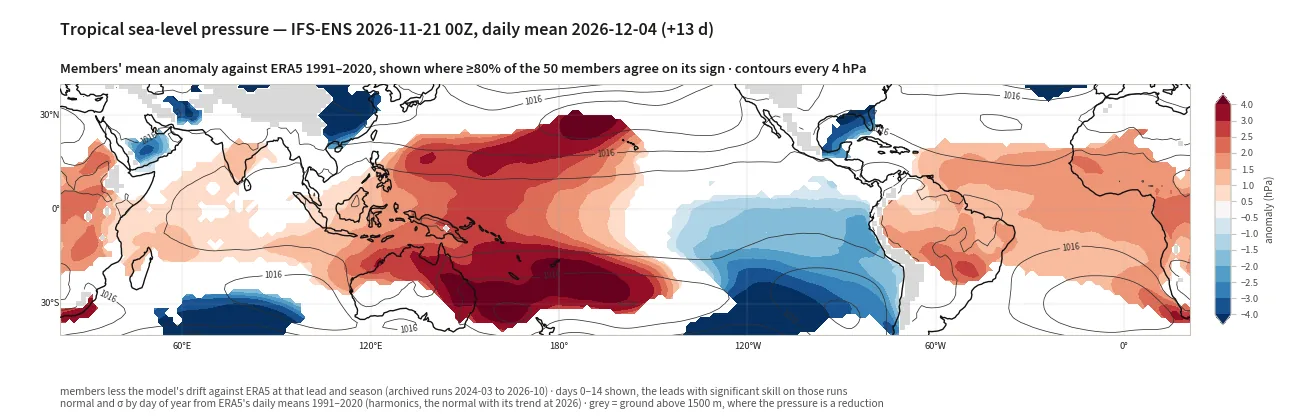 Tropical sea-level pressure — IFS-ENS 2026-11-21 00Z, daily mean 2026-12-04 (+13 d)
Members' mean anomaly against ERA5 1991–2020, shown where ≥80% of the 50 members agree on its sign · contours every 4 hPa
30°N
0°
30°S
60°E
120°E
180°
120°W
60°W
0°
1016
1016
1016
1016
1016
1016
1016
1016
1016
4.0
3.0
2.5
2.0
1.5
1.0
0.5
−0.5
−1.0
−1.5
−2.0
−2.5
−3.0
−4.0
anomaly (hPa)
members less the model's drift against ERA5 at that lead and season (archived runs 2024-03 to 2026-10) · days 0–14 shown, the leads with significant skill on those runs
normal and σ by day of year from ERA5's daily means 1991–2020 (harmonics, the normal with its trend at 2026) · grey = ground above 1500 m, where the pressure is a reduction